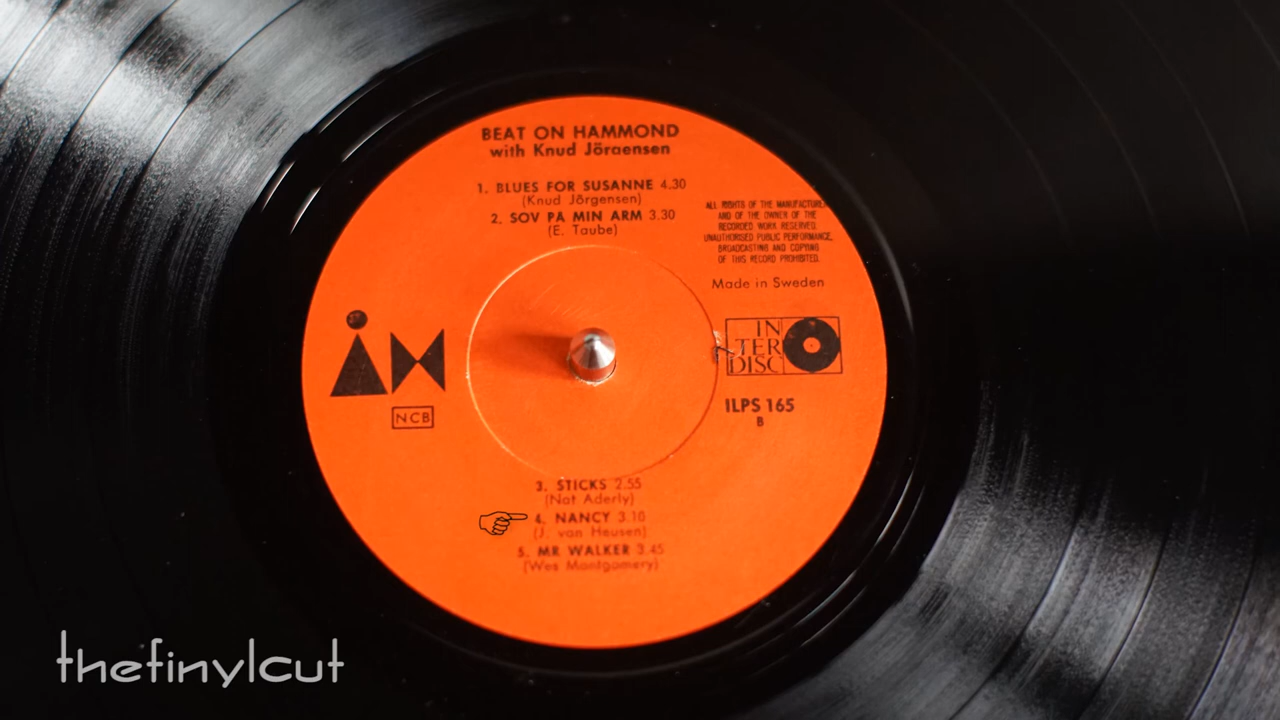 BEAT ON HAMMOND
with Knud Jörgensen
1. BLUES FOR SUSANNE 4.30
(Knud Jörgensen)
2. SOV PA MIN ARM 3.30
(E. Taube)
ALL RIGHTS OF THE MANUFACTURER
AND OF THE OWNER OF THE
RECORDED WORK RESERVED.
UNAUTHORISED PUBLIC PERFORMANCE,
BROADCASTING AND COPYING
OF THIS RECORD PROHIBITED.
Made in Sweden
ÅM
NCB
IN
TER
DISC
ILPS 165
B
3. STICKS 2.55
(Nat Aderly)
4. NANCY 3.10
(J. van Heusen)
5. MR WALKER 3.45
(Wes Montgomery)
thefinylcut